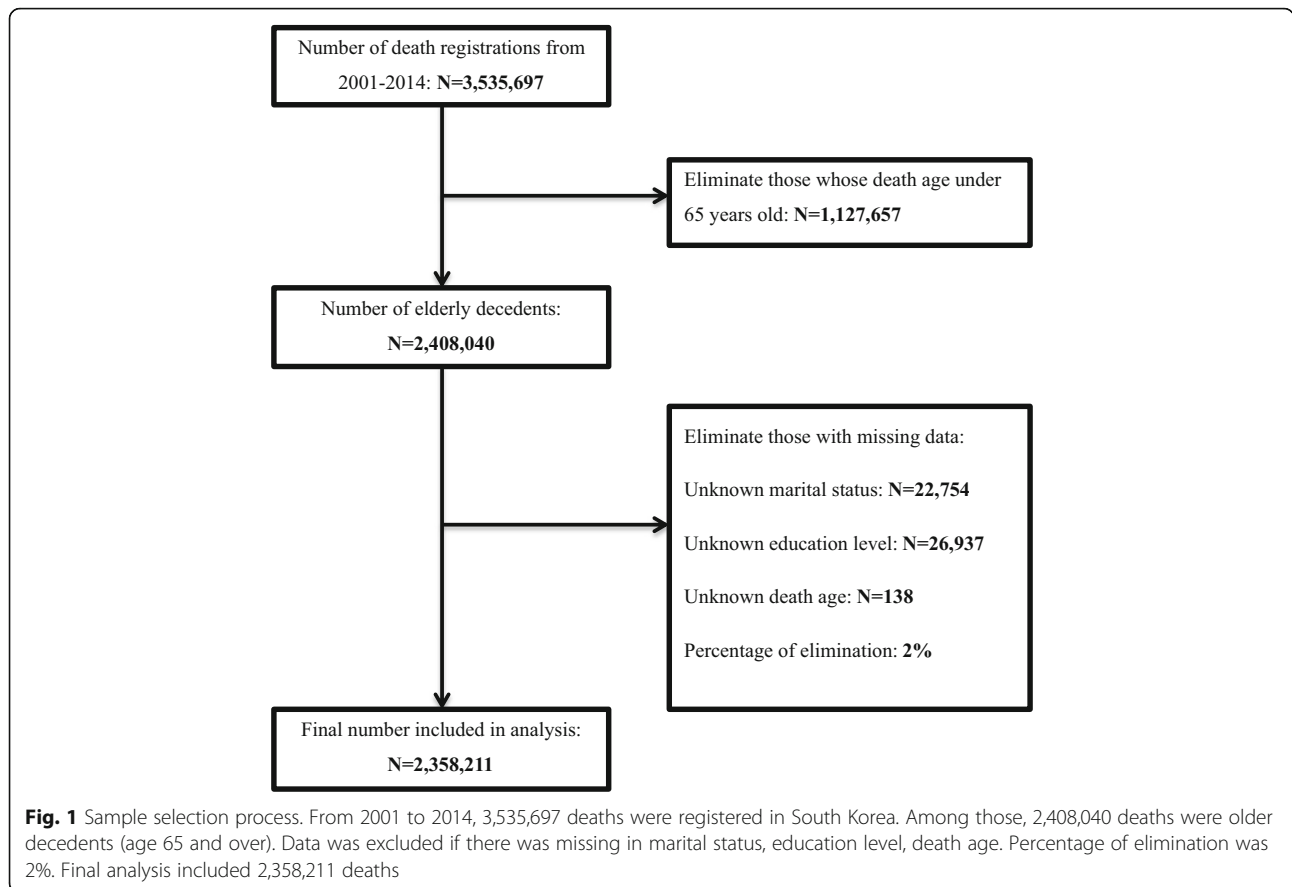 Number of death registrations from
2001-2014: N=3,535,697
Eliminate those whose death age under
65 years old: N=1,127,657
Number of elderly decedents:
N=2,408,040
Eliminate those with missing data:
Unknown marital status: N=22,754
Unknown education level: N=26,937
Unknown death age: N=138
Percentage of elimination: 2%
Final number included in analysis:
N=2,358,211
Fig. 1 Sample selection process. From 2001 to 2014, 3,535,697 deaths were registered in South Korea. Among those, 2,408,040 deaths were older
decedents (age 65 and over). Data was excluded if there was missing in marital status, education level, death age. Percentage of elimination was
2%. Final analysis included 2,358,211 deaths